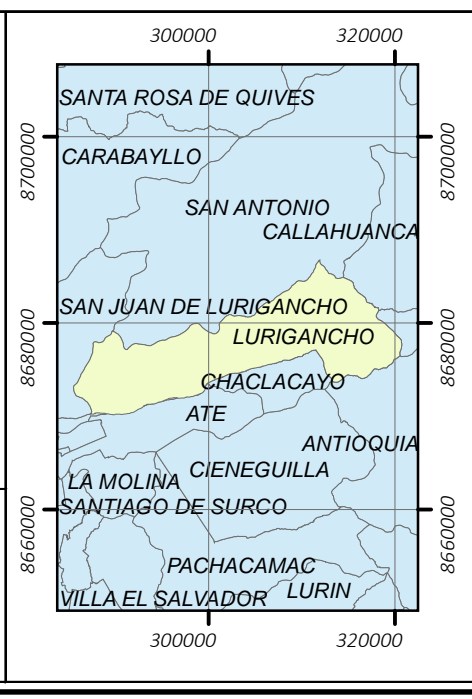 300000 320000
SANTA ROSA DE QUIVES
8700000 8700000
CARABAYLLO
SAN ANTONIO
CALLAHUANCA
SAN JUAN DE LURIGANCHO
LURIGANCHO
8680000 8680000
CHACLACAYO
ATE
ANTIOQUIA
CIENEGUILLA
LA MOLINA
SANTIAGO DE SURCO
8660000 8660000
PACHACAMAC
LURIN
VILLA EL SALVADOR
300000 320000